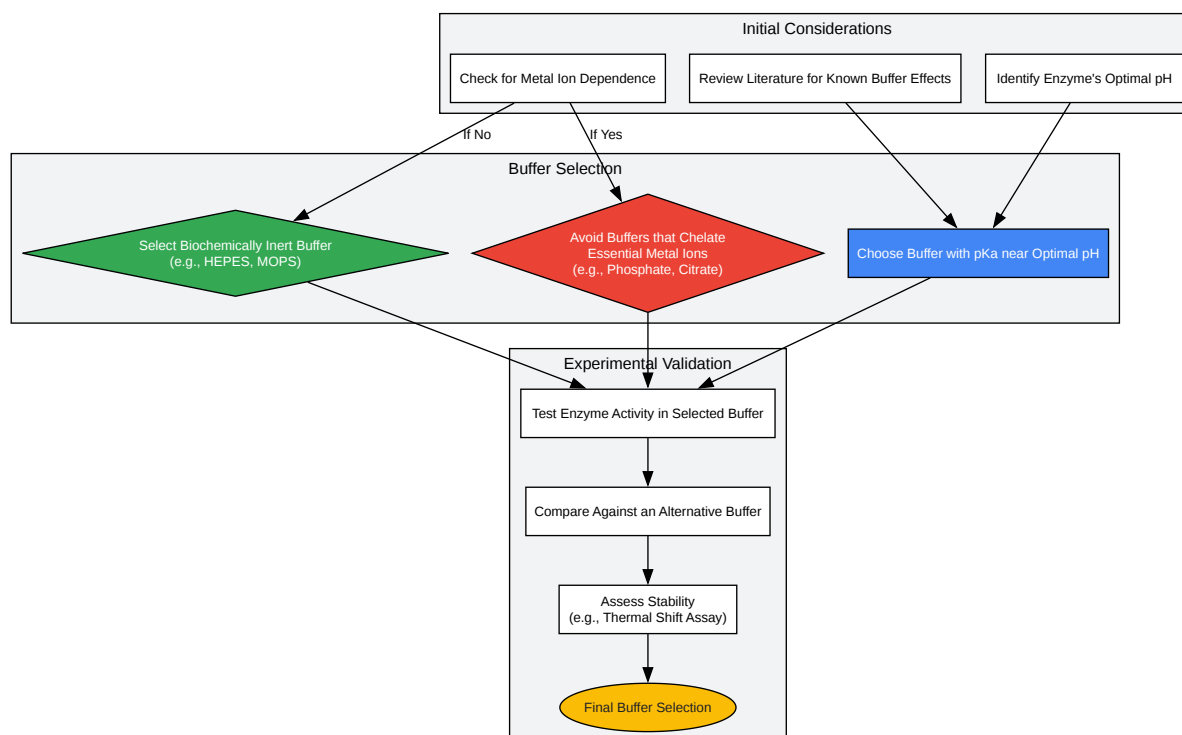 Initial Considerations
Check for Metal Ion Dependence
Review Literature for Known Buffer Effects
Identify Enzyme's Optimal pH
If No
If Yes
Buffer Selection
Select Biochemically Inert Buffer
(e.g., HEPES, MOPS)
Avoid Buffers that Chelate
Essential Metal Ions
(e.g., Phosphate, Citrate)
Choose Buffer with pKa near Optimal pH
Experimental Validation
Test Enzyme Activity in Selected Buffer
Compare Against an Alternative Buffer
Assess Stability
(e.g., Thermal Shift Assay)
Final Buffer Selection